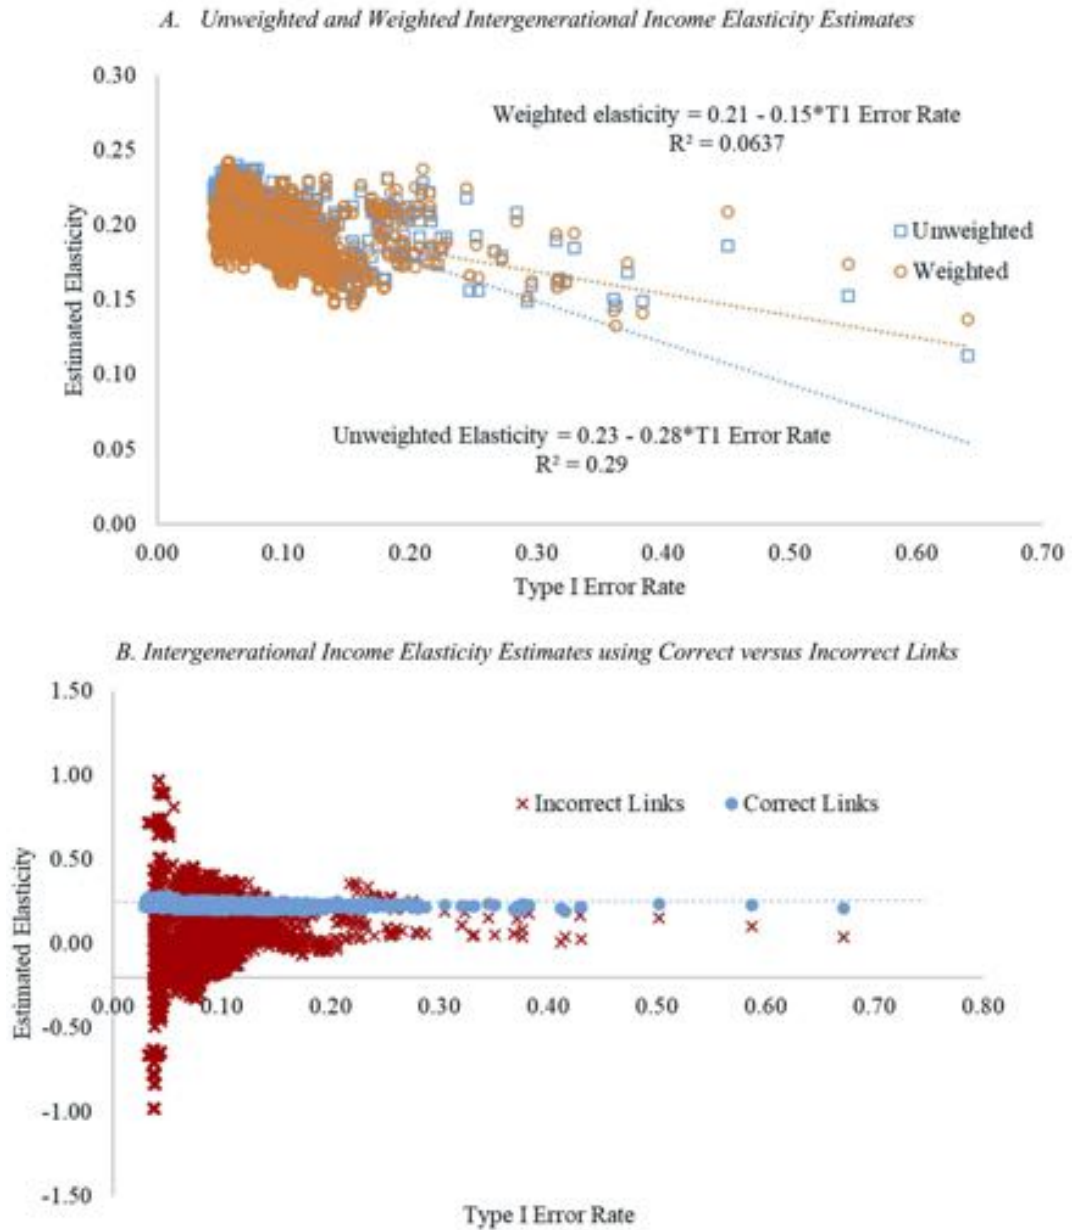 A. Unweighted and Weighted Intergenerational Income Elasticity Estimates
0.30
0.25
0.20
0.15
0.10
0.05
0.00
Estimated Elasticity
Weighted elasticity = 0.21 - 0.15*T1 Error Rate
R² = 0.0637
Unweighted
Weighted
Unweighted Elasticity = 0.23 - 0.28*T1 Error Rate
R² = 0.29
0.00 0.10 0.20 0.30 0.40 0.50 0.60 0.70
Type I Error Rate
B. Intergenerational Income Elasticity Estimates using Correct versus Incorrect Links
1.50
1.00
0.50
0.00
-0.50
-1.00
-1.50
Estimated Elasticity
Incorrect Links Correct Links
0.00 0.10 0.20 0.30 0.40 0.50 0.60 0.70 0.80
Type I Error Rate